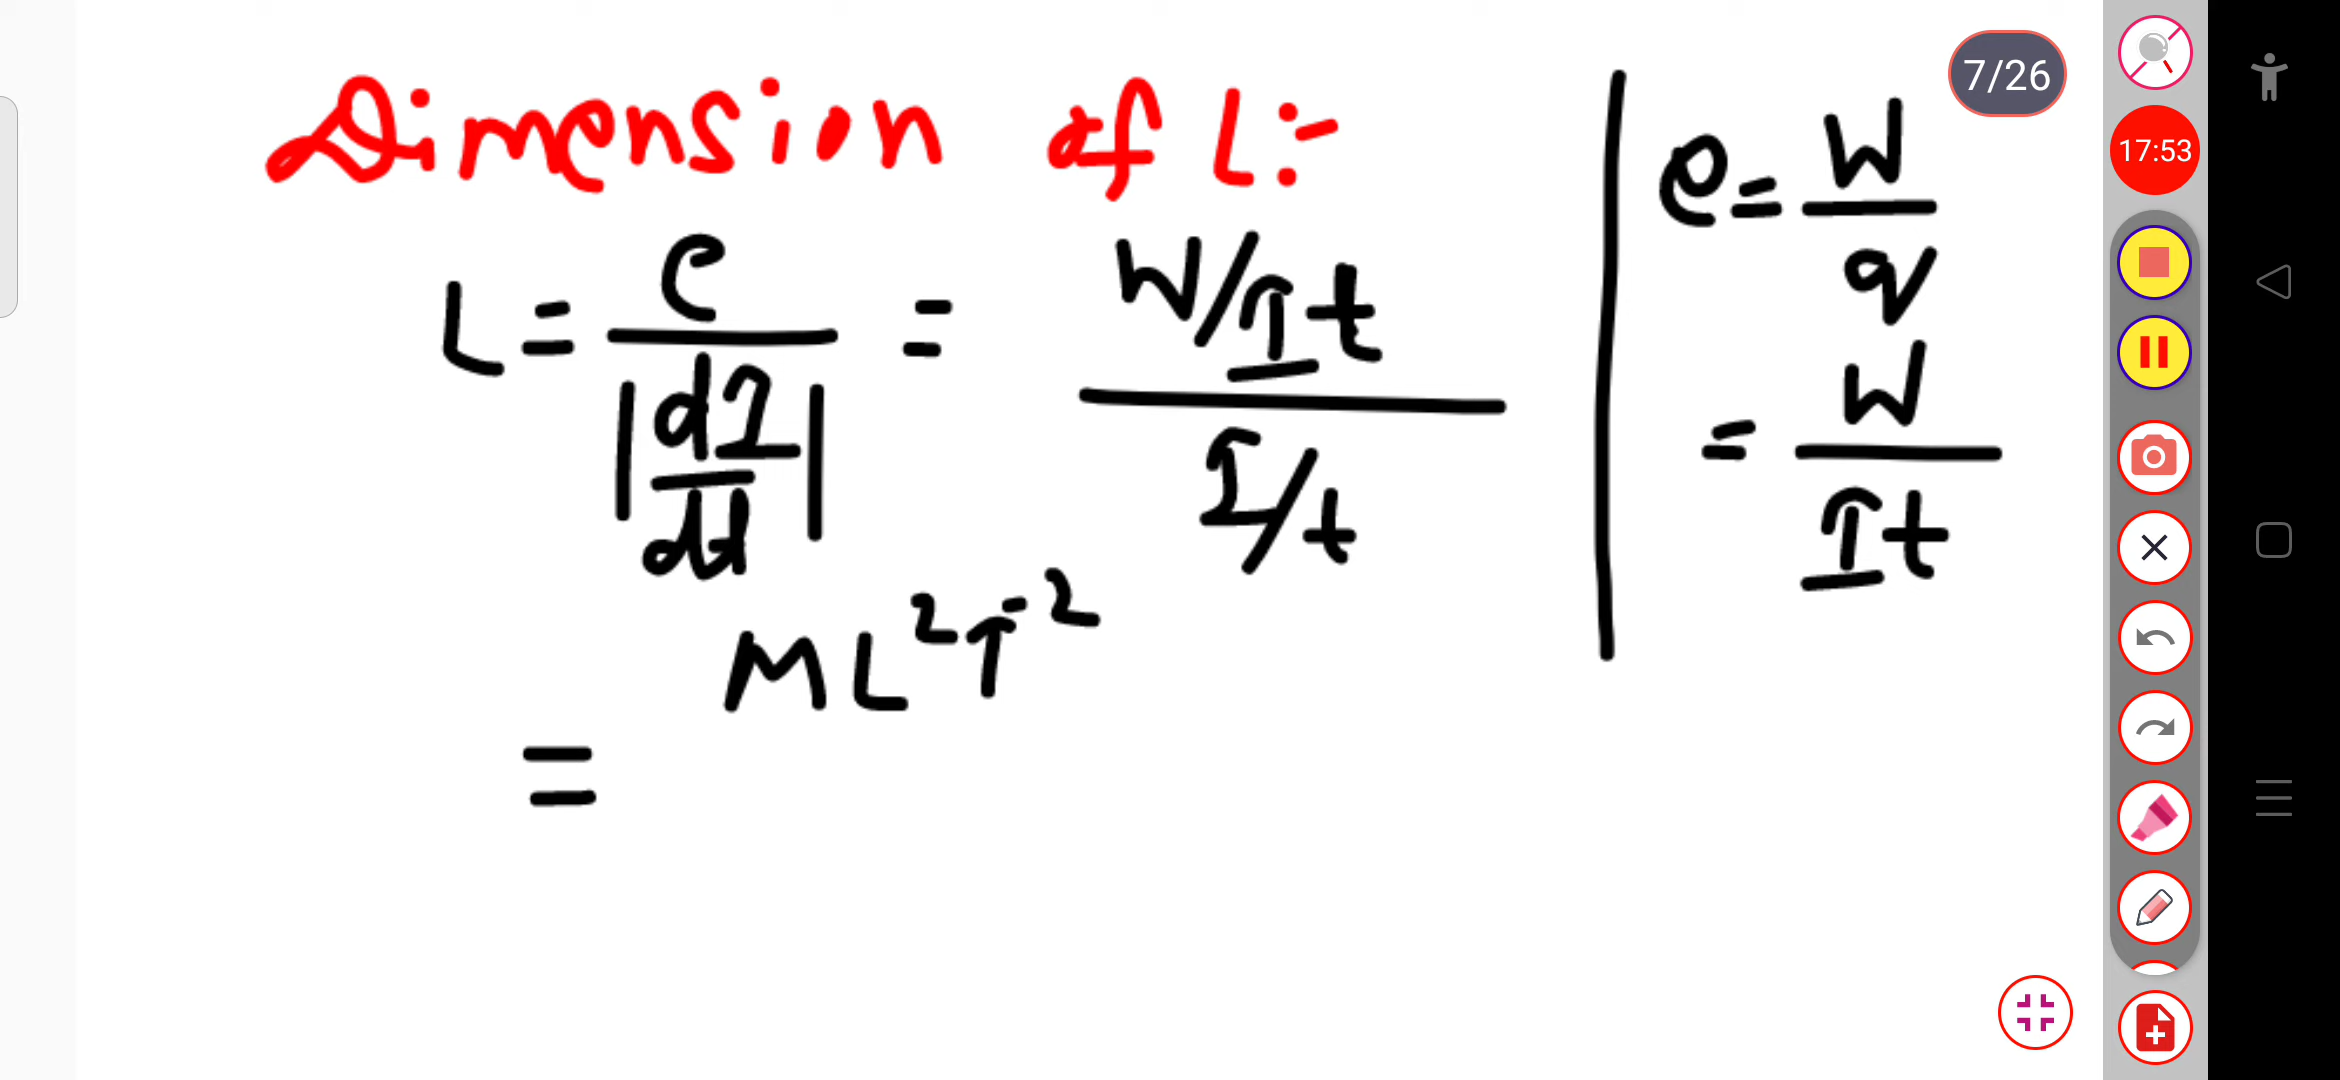 Dimension of L:-
L = e / |dI/dt| = W/It / I/t
= ML²T⁻²
e = W/q
= W/It
7/26
17:53